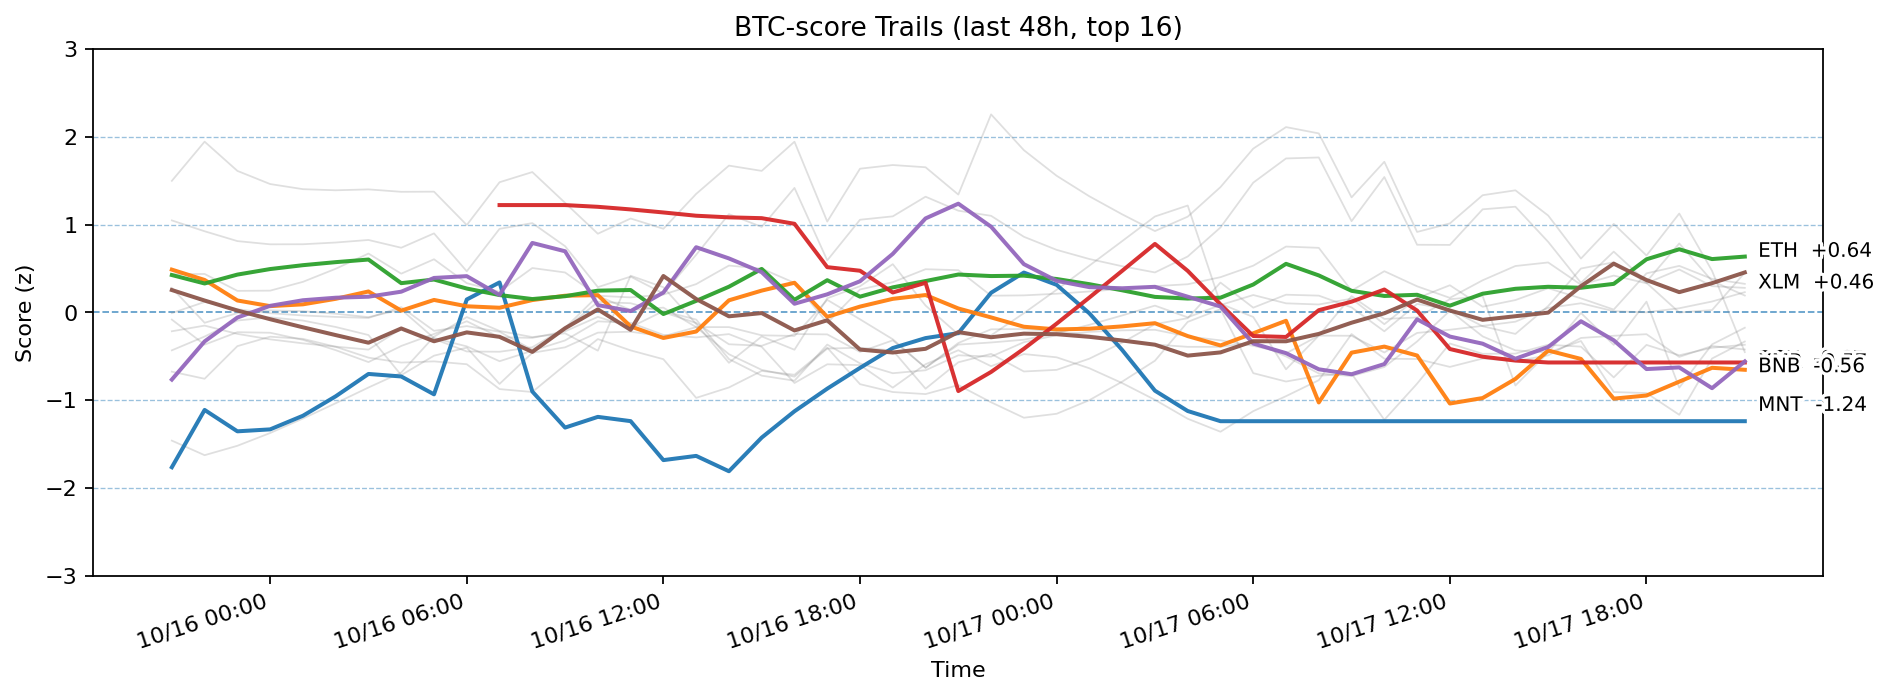 BTC-score Trails (last 48h, top 16)
Score (z)
3
2
1
0
−1
−2
−3
ETH +0.64
XLM +0.46
BNB -0.56
MNT -1.24
10/16 00:00
10/16 06:00
10/16 12:00
10/16 18:00
10/17 00:00
10/17 06:00
10/17 12:00
10/17 18:00
Time